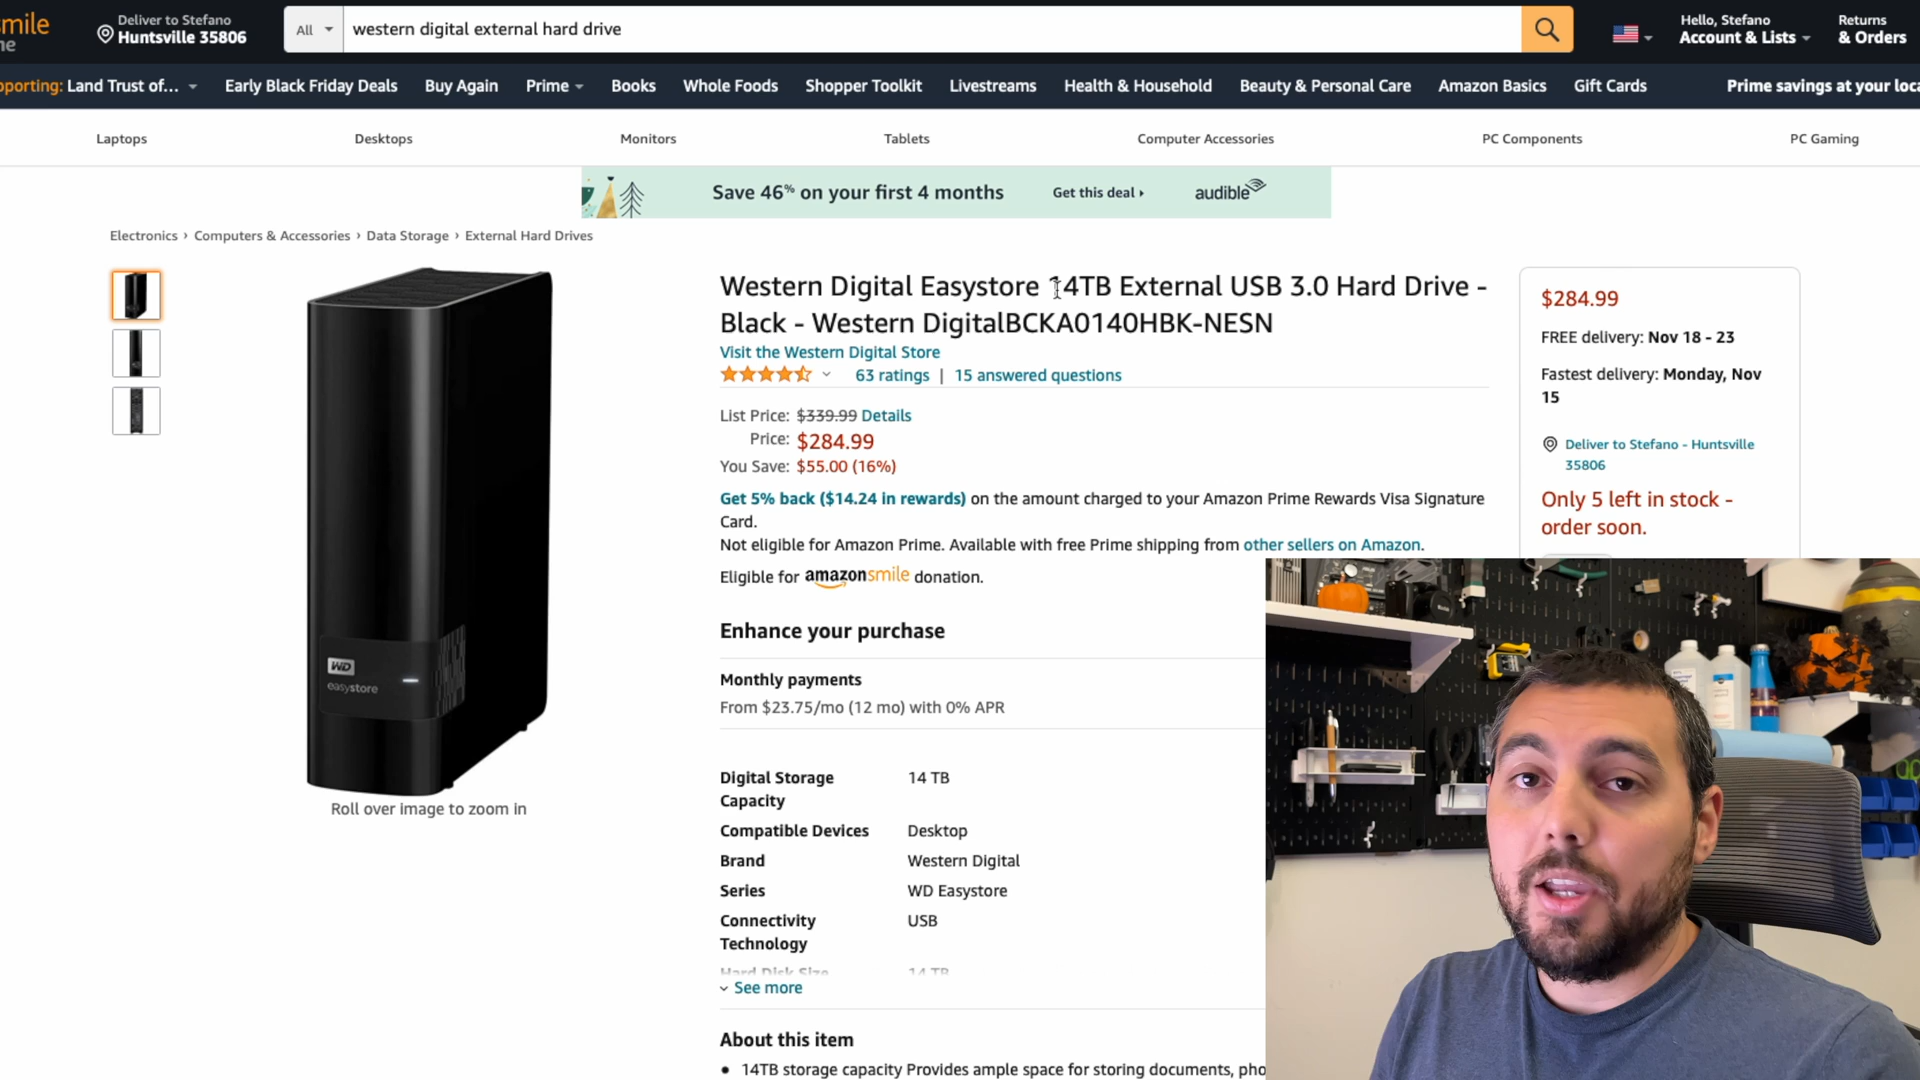 smile
ne
Deliver to Stefano
Huntsville 35806
All
western digital external hard drive
Hello, Stefano
Account & Lists
Returns
& Orders
pporting: Land Trust of...
Early Black Friday Deals
Buy Again
Prime
Books
Whole Foods
Shopper Toolkit
Livestreams
Health & Household
Beauty & Personal Care
Amazon Basics
Gift Cards
Prime savings at your loca
Laptops
Desktops
Monitors
Tablets
Computer Accessories
PC Components
PC Gaming
Save 46% on your first 4 months
Get this deal ›
audible
Electronics › Computers & Accessories › Data Storage › External Hard Drives
WD
easystore
Roll over image to zoom in
Western Digital Easystore 14TB External USB 3.0 Hard Drive -
Black - Western DigitalBCKA0140HBK-NESN
Visit the Western Digital Store
63 ratings | 15 answered questions
List Price: $339.99 Details
Price: $284.99
You Save: $55.00 (16%)
Get 5% back ($14.24 in rewards) on the amount charged to your Amazon Prime Rewards Visa Signature
Card.
Not eligible for Amazon Prime. Available with free Prime shipping from other sellers on Amazon.
Eligible for amazonsmile donation.
Enhance your purchase
Monthly payments
From $23.75/mo (12 mo) with 0% APR
Digital Storage 14 TB
Capacity
Compatible Devices Desktop
Brand Western Digital
Series WD Easystore
Connectivity USB
Technology
Hard Disk Size 14 TB
See more
About this item
• 14TB storage capacity Provides ample space for storing documents, pho
$284.99
FREE delivery: Nov 18 - 23
Fastest delivery: Monday, Nov
15
Deliver to Stefano - Huntsville
35806
Only 5 left in stock -
order soon.